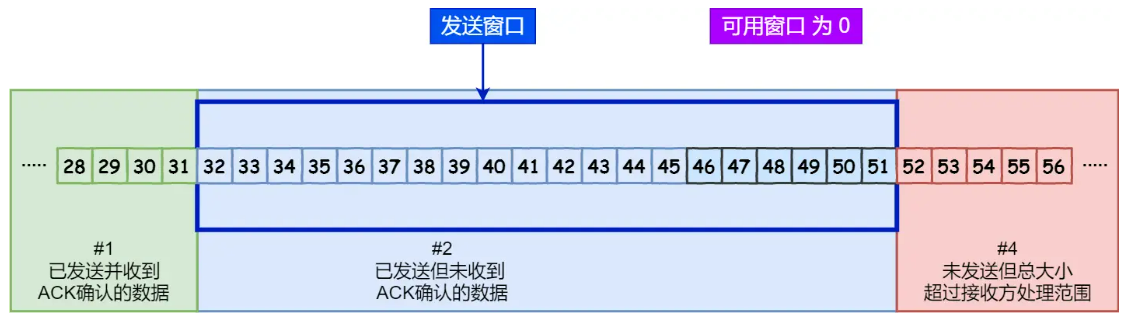 发送窗口
可用窗口 为 0
····· 28 29 30 31 32 33 34 35 36 37 38 39 40 41 42 43 44 45 46 47 48 49 50 51 52 53 54 55 56 ·····
#1
已发送并收到
ACK确认的数据
#2
已发送但未收到
ACK确认的数据
#4
未发送但总大小
超过接收方处理范围